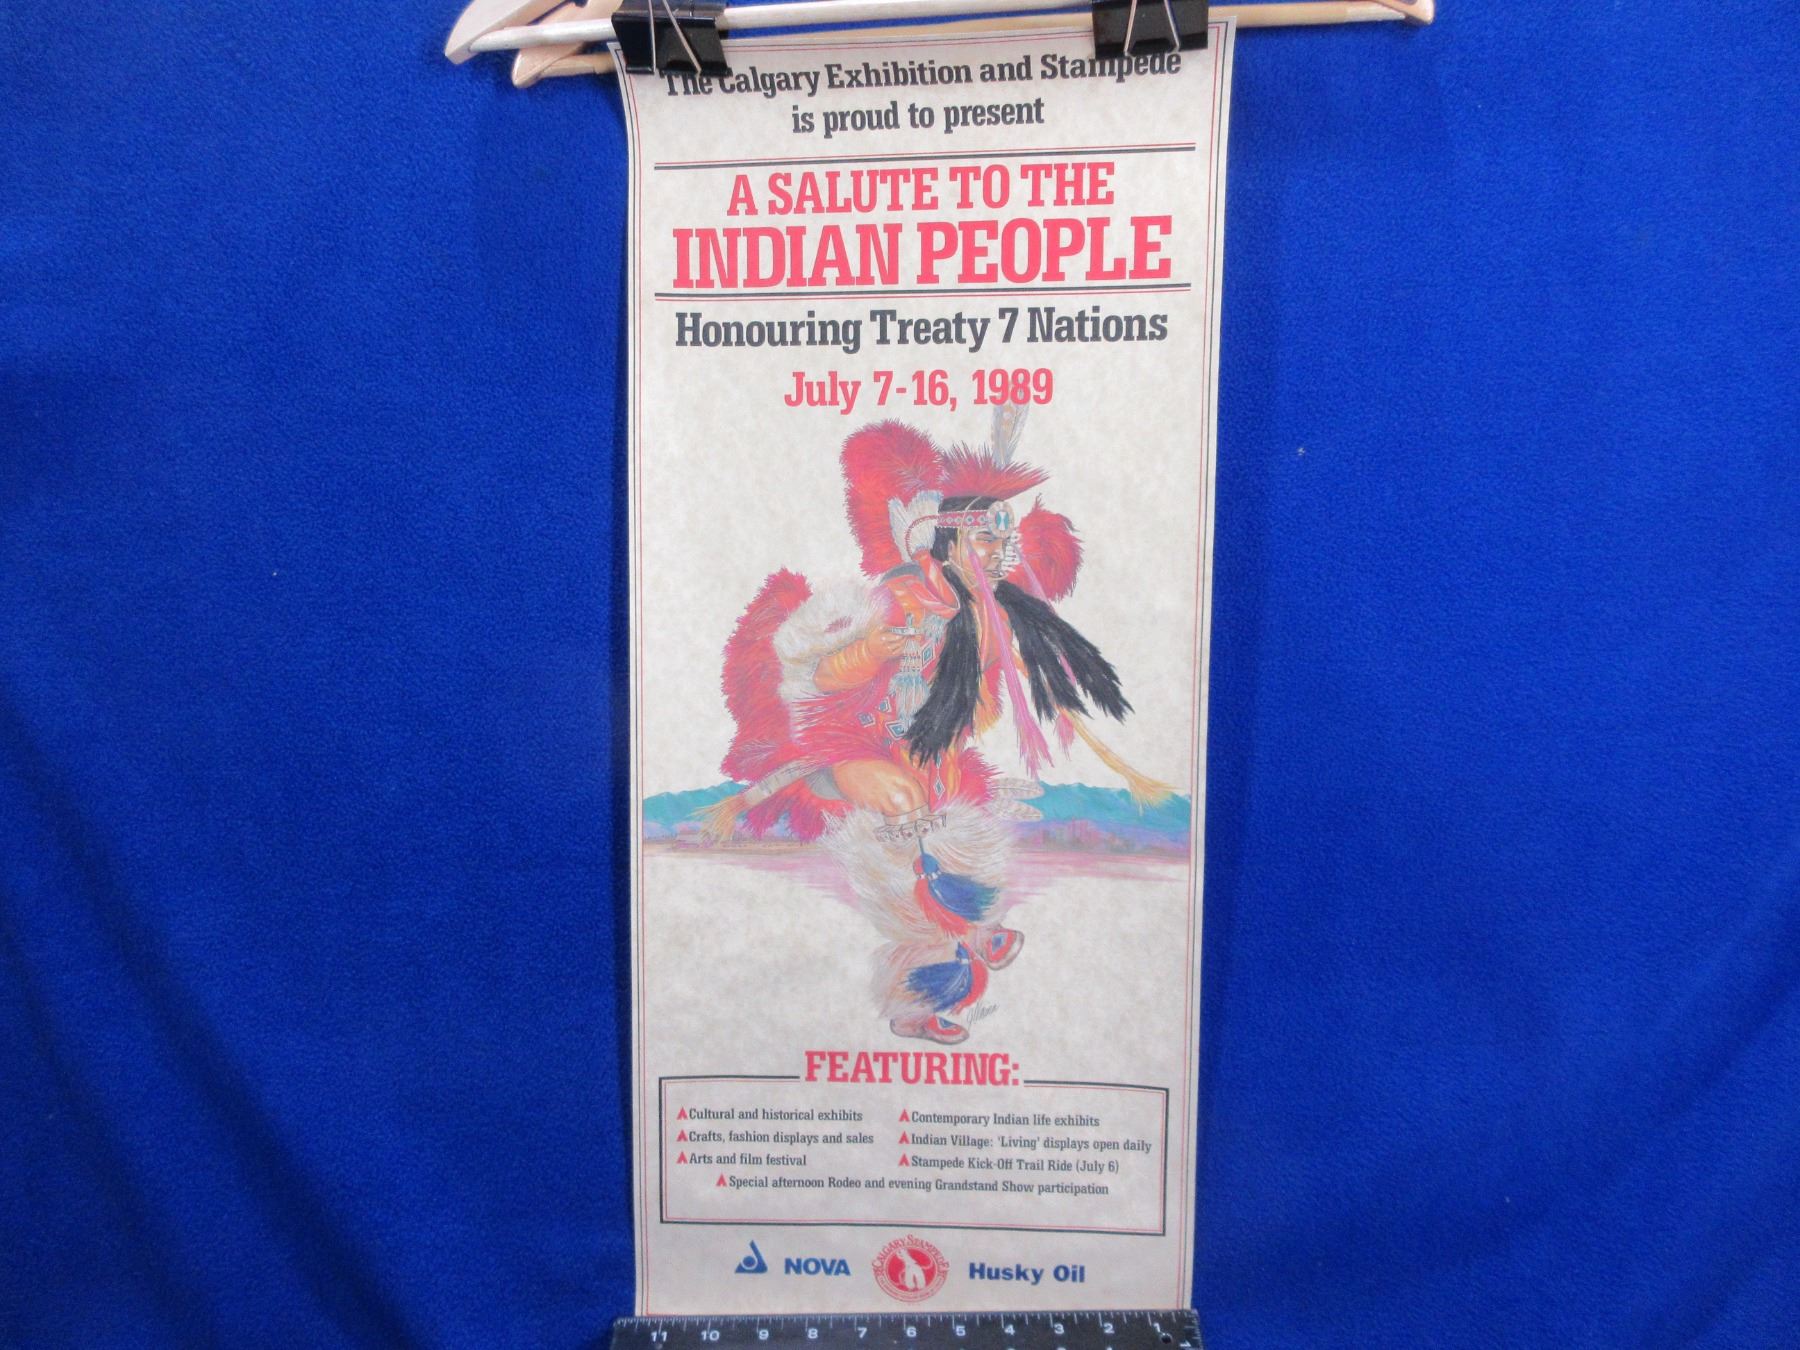 The Calgary Exhibition and Stampede
is proud to present
A SALUTE TO THE
INDIAN PEOPLE
Honouring Treaty 7 Nations
July 7-16, 1989
FEATURING:
Cultural and historical exhibits
Crafts, fashion displays and sales
Arts and film festival
Contemporary Indian life exhibits
Indian Village: 'Living' displays open daily
Stampede Kick-Off Trail Ride (July 6)
Special afternoon Rodeo and evening Grandstand Show participation
NOVA
CALGARY STAMPEDE
Husky Oil
11 10 9 8 7 6 5 4 3 2 1